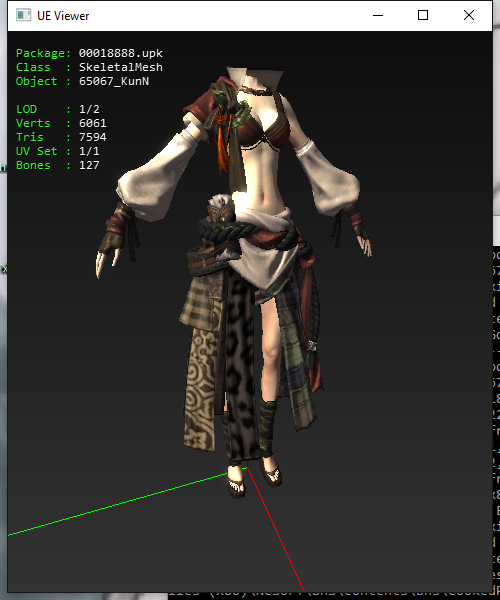 UE Viewer
Package: 00018888.upk
Class : SkeletalMesh
Object : 65067_KunN
LOD : 1/2
Verts : 6061
Tris : 7594
UV Set : 1/1
Bones : 127